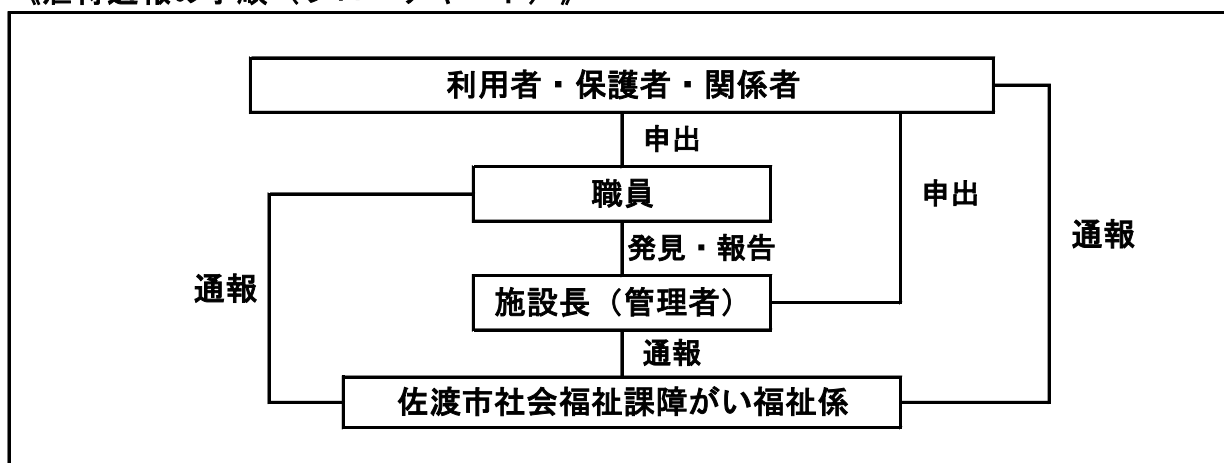 利用者・保護者・関係者
申出
職員
申出
発見・報告
通報
通報
施設長（管理者）
通報
佐渡市社会福祉課障がい福祉係